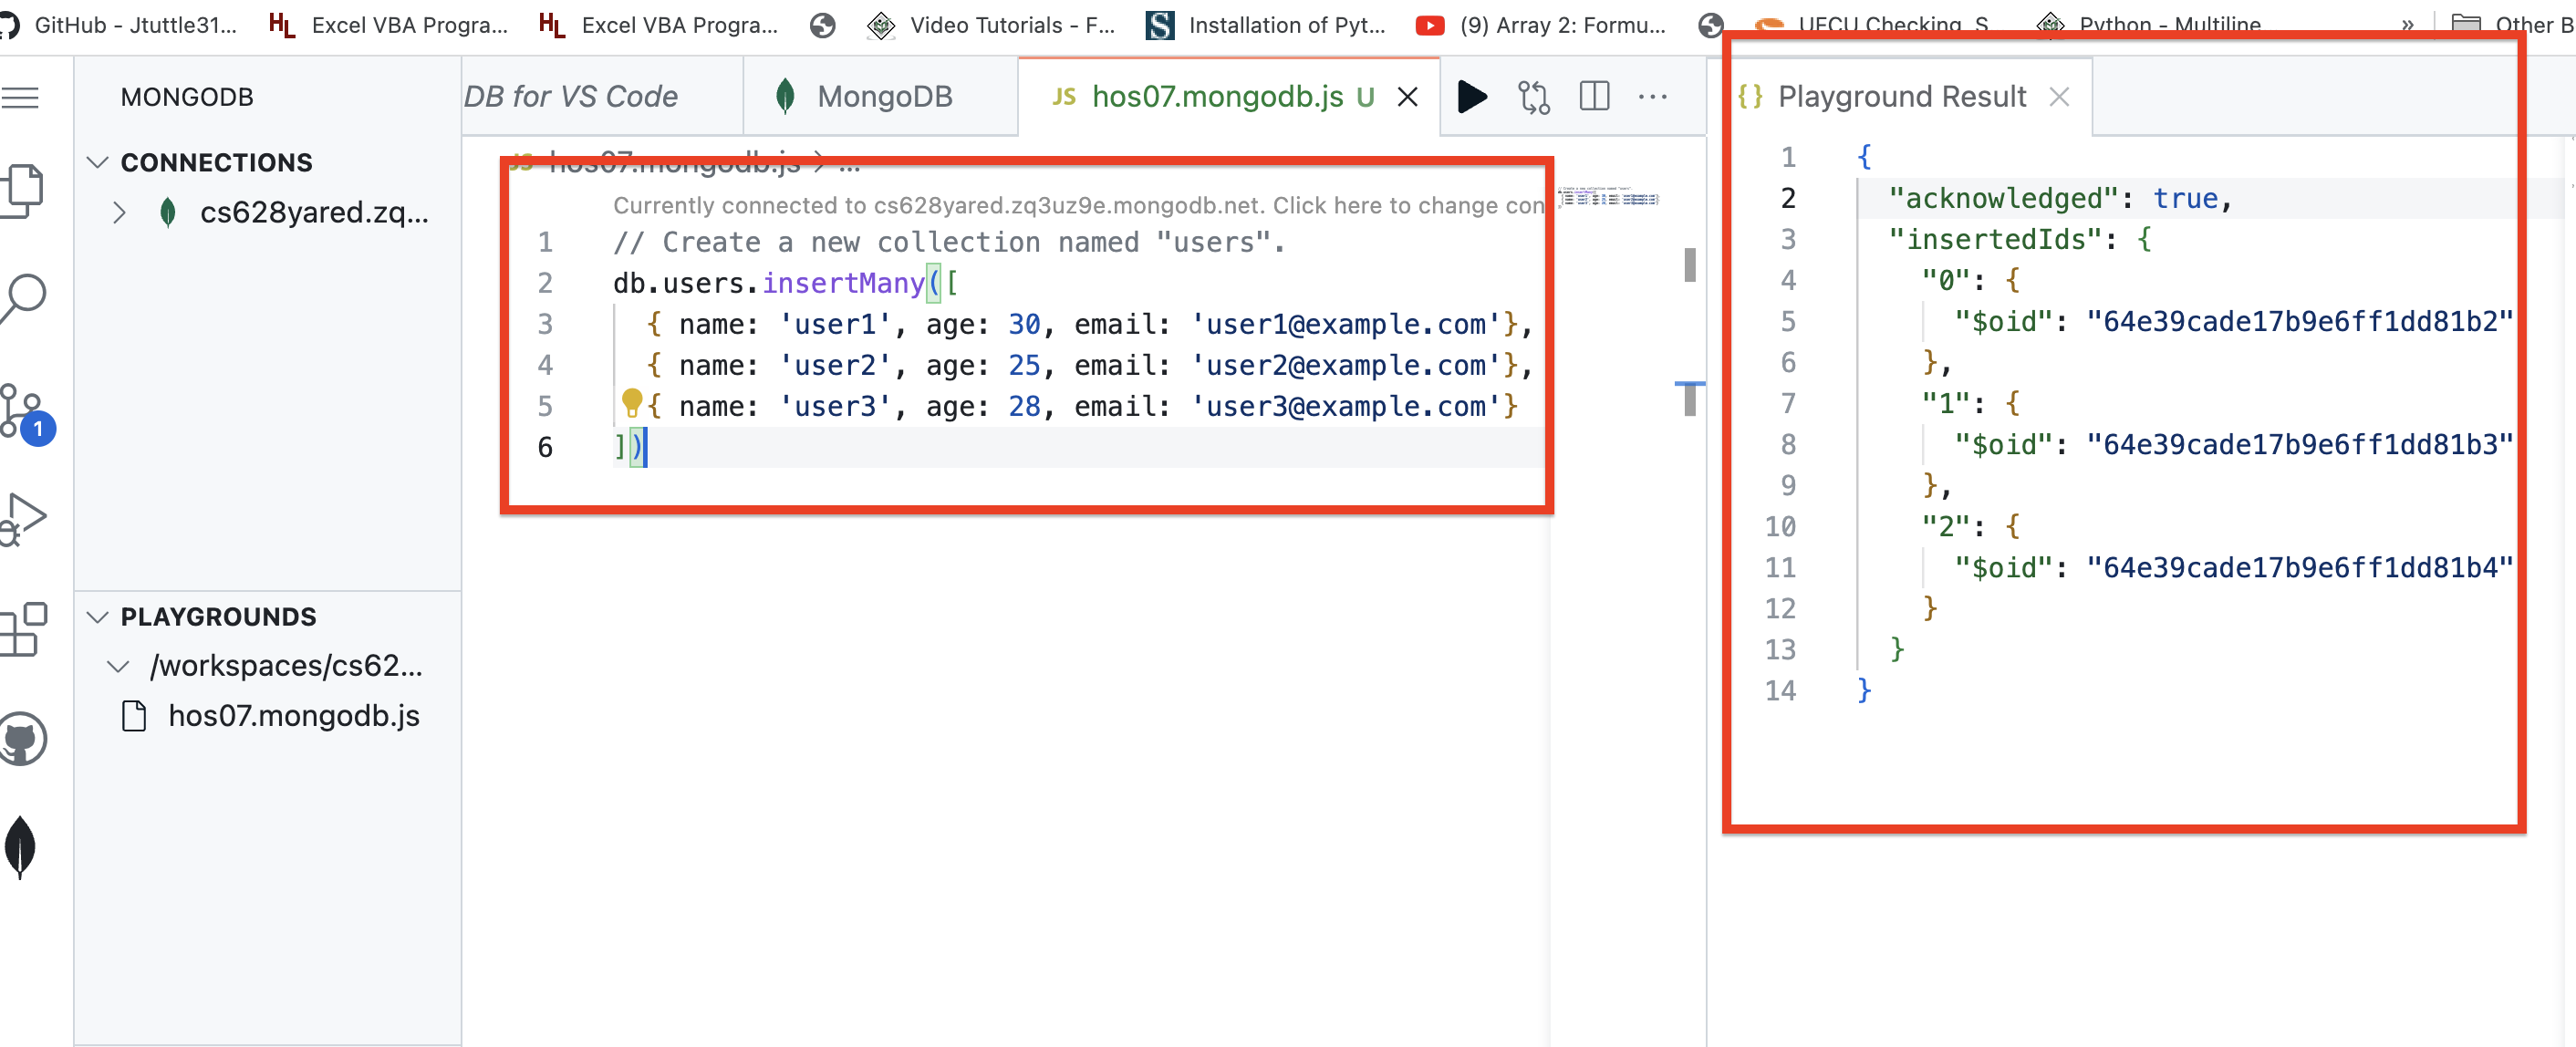 GitHub - Jtuttle31...
HL Excel VBA Progra...
HL Excel VBA Progra...
Video Tutorials - F...
S Installation of Pyt...
(9) Array 2: Formu...
UFCU Checking, S
Python - Multiline
»
Other B
MONGODB
CONNECTIONS
cs628yared.zq...
1
PLAYGROUNDS
/workspaces/cs62...
hos07.mongodb.js
DB for VS Code
MongoDB
JS hos07.mongodb.js U
JS hos07.mongodb.js > ...
Currently connected to cs628yared.zq3uz9e.mongodb.net. Click here to change con
1 // Create a new collection named "users".
2 db.users.insertMany([
3 { name: 'user1', age: 30, email: 'user1@example.com'},
4 { name: 'user2', age: 25, email: 'user2@example.com'},
5 { name: 'user3', age: 28, email: 'user3@example.com'}
6 ])
{} Playground Result
1 {
2 "acknowledged": true,
3 "insertedIds": {
4 "0": {
5 "$oid": "64e39cade17b9e6ff1dd81b2"
6 },
7 "1": {
8 "$oid": "64e39cade17b9e6ff1dd81b3"
9 },
10 "2": {
11 "$oid": "64e39cade17b9e6ff1dd81b4"
12 }
13 }
14 }